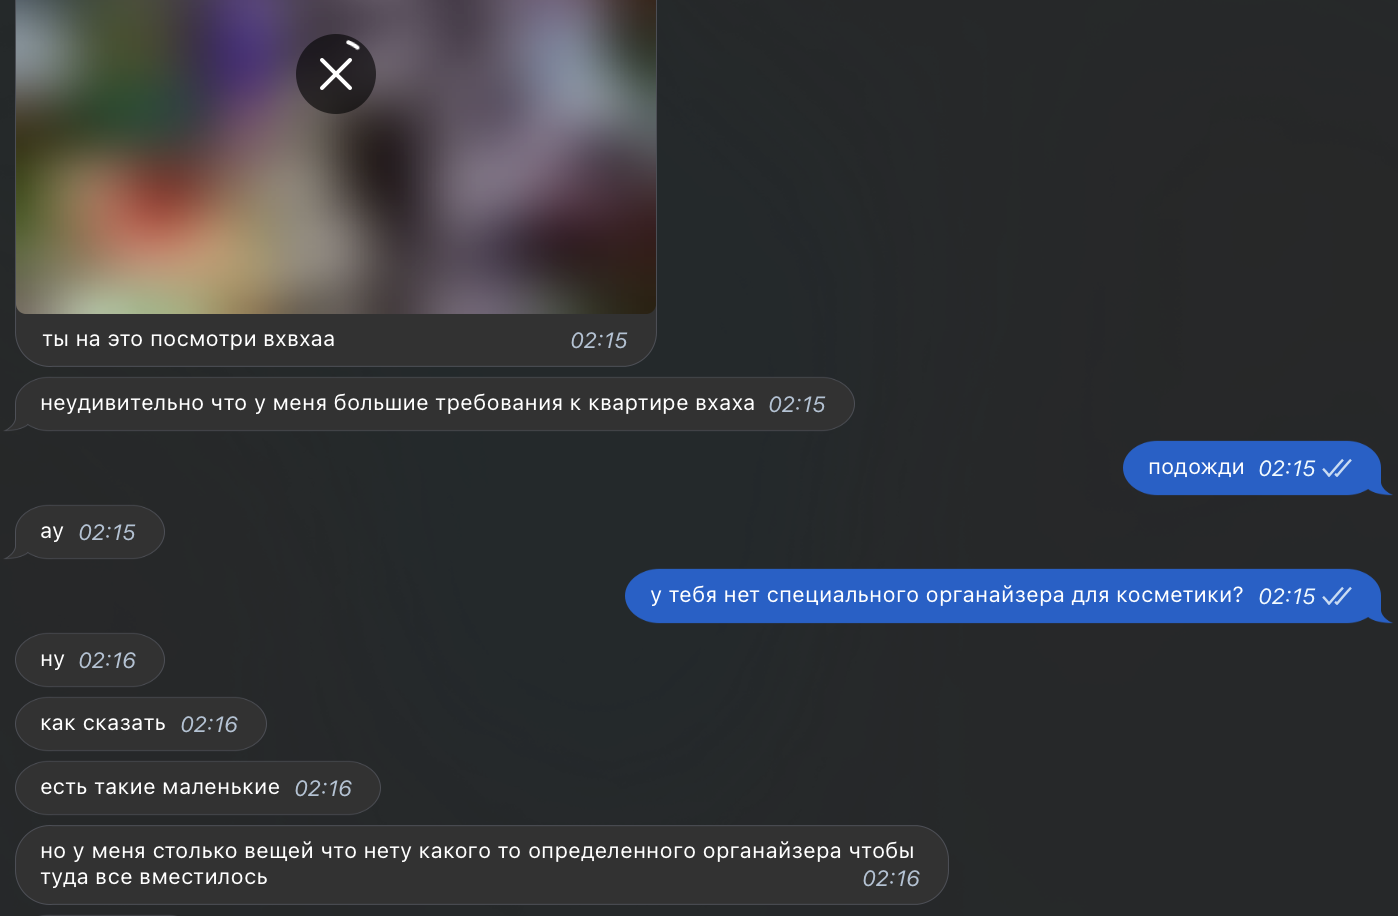 ты на это посмотри вхвхаа 02:15
неудивительно что у меня большие требования к квартире вхаха 02:15
подожди 02:15
ау 02:15
у тебя нет специального органайзера для косметики? 02:15
ну 02:16
как сказать 02:16
есть такие маленькие 02:16
но у меня столько вещей что нету какого то определенного органайзера чтобы
туда все вместилось 02:16